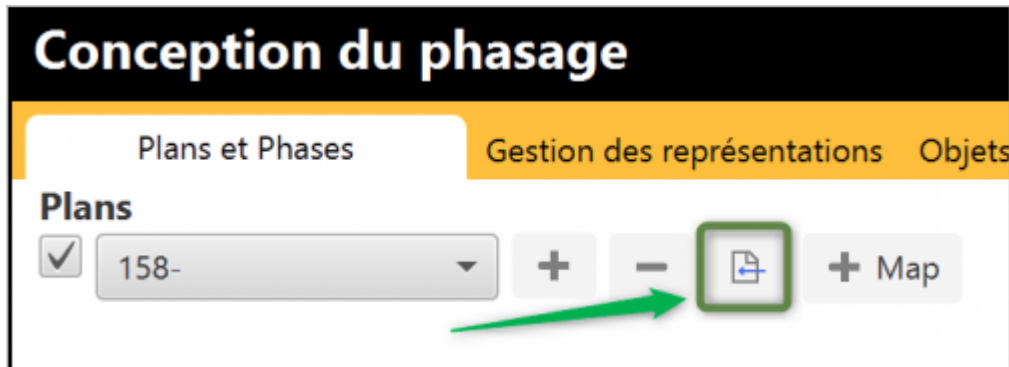 Conception du phasage
Plans et Phases Gestion des représentations Objets
Plans
158- + − + Map